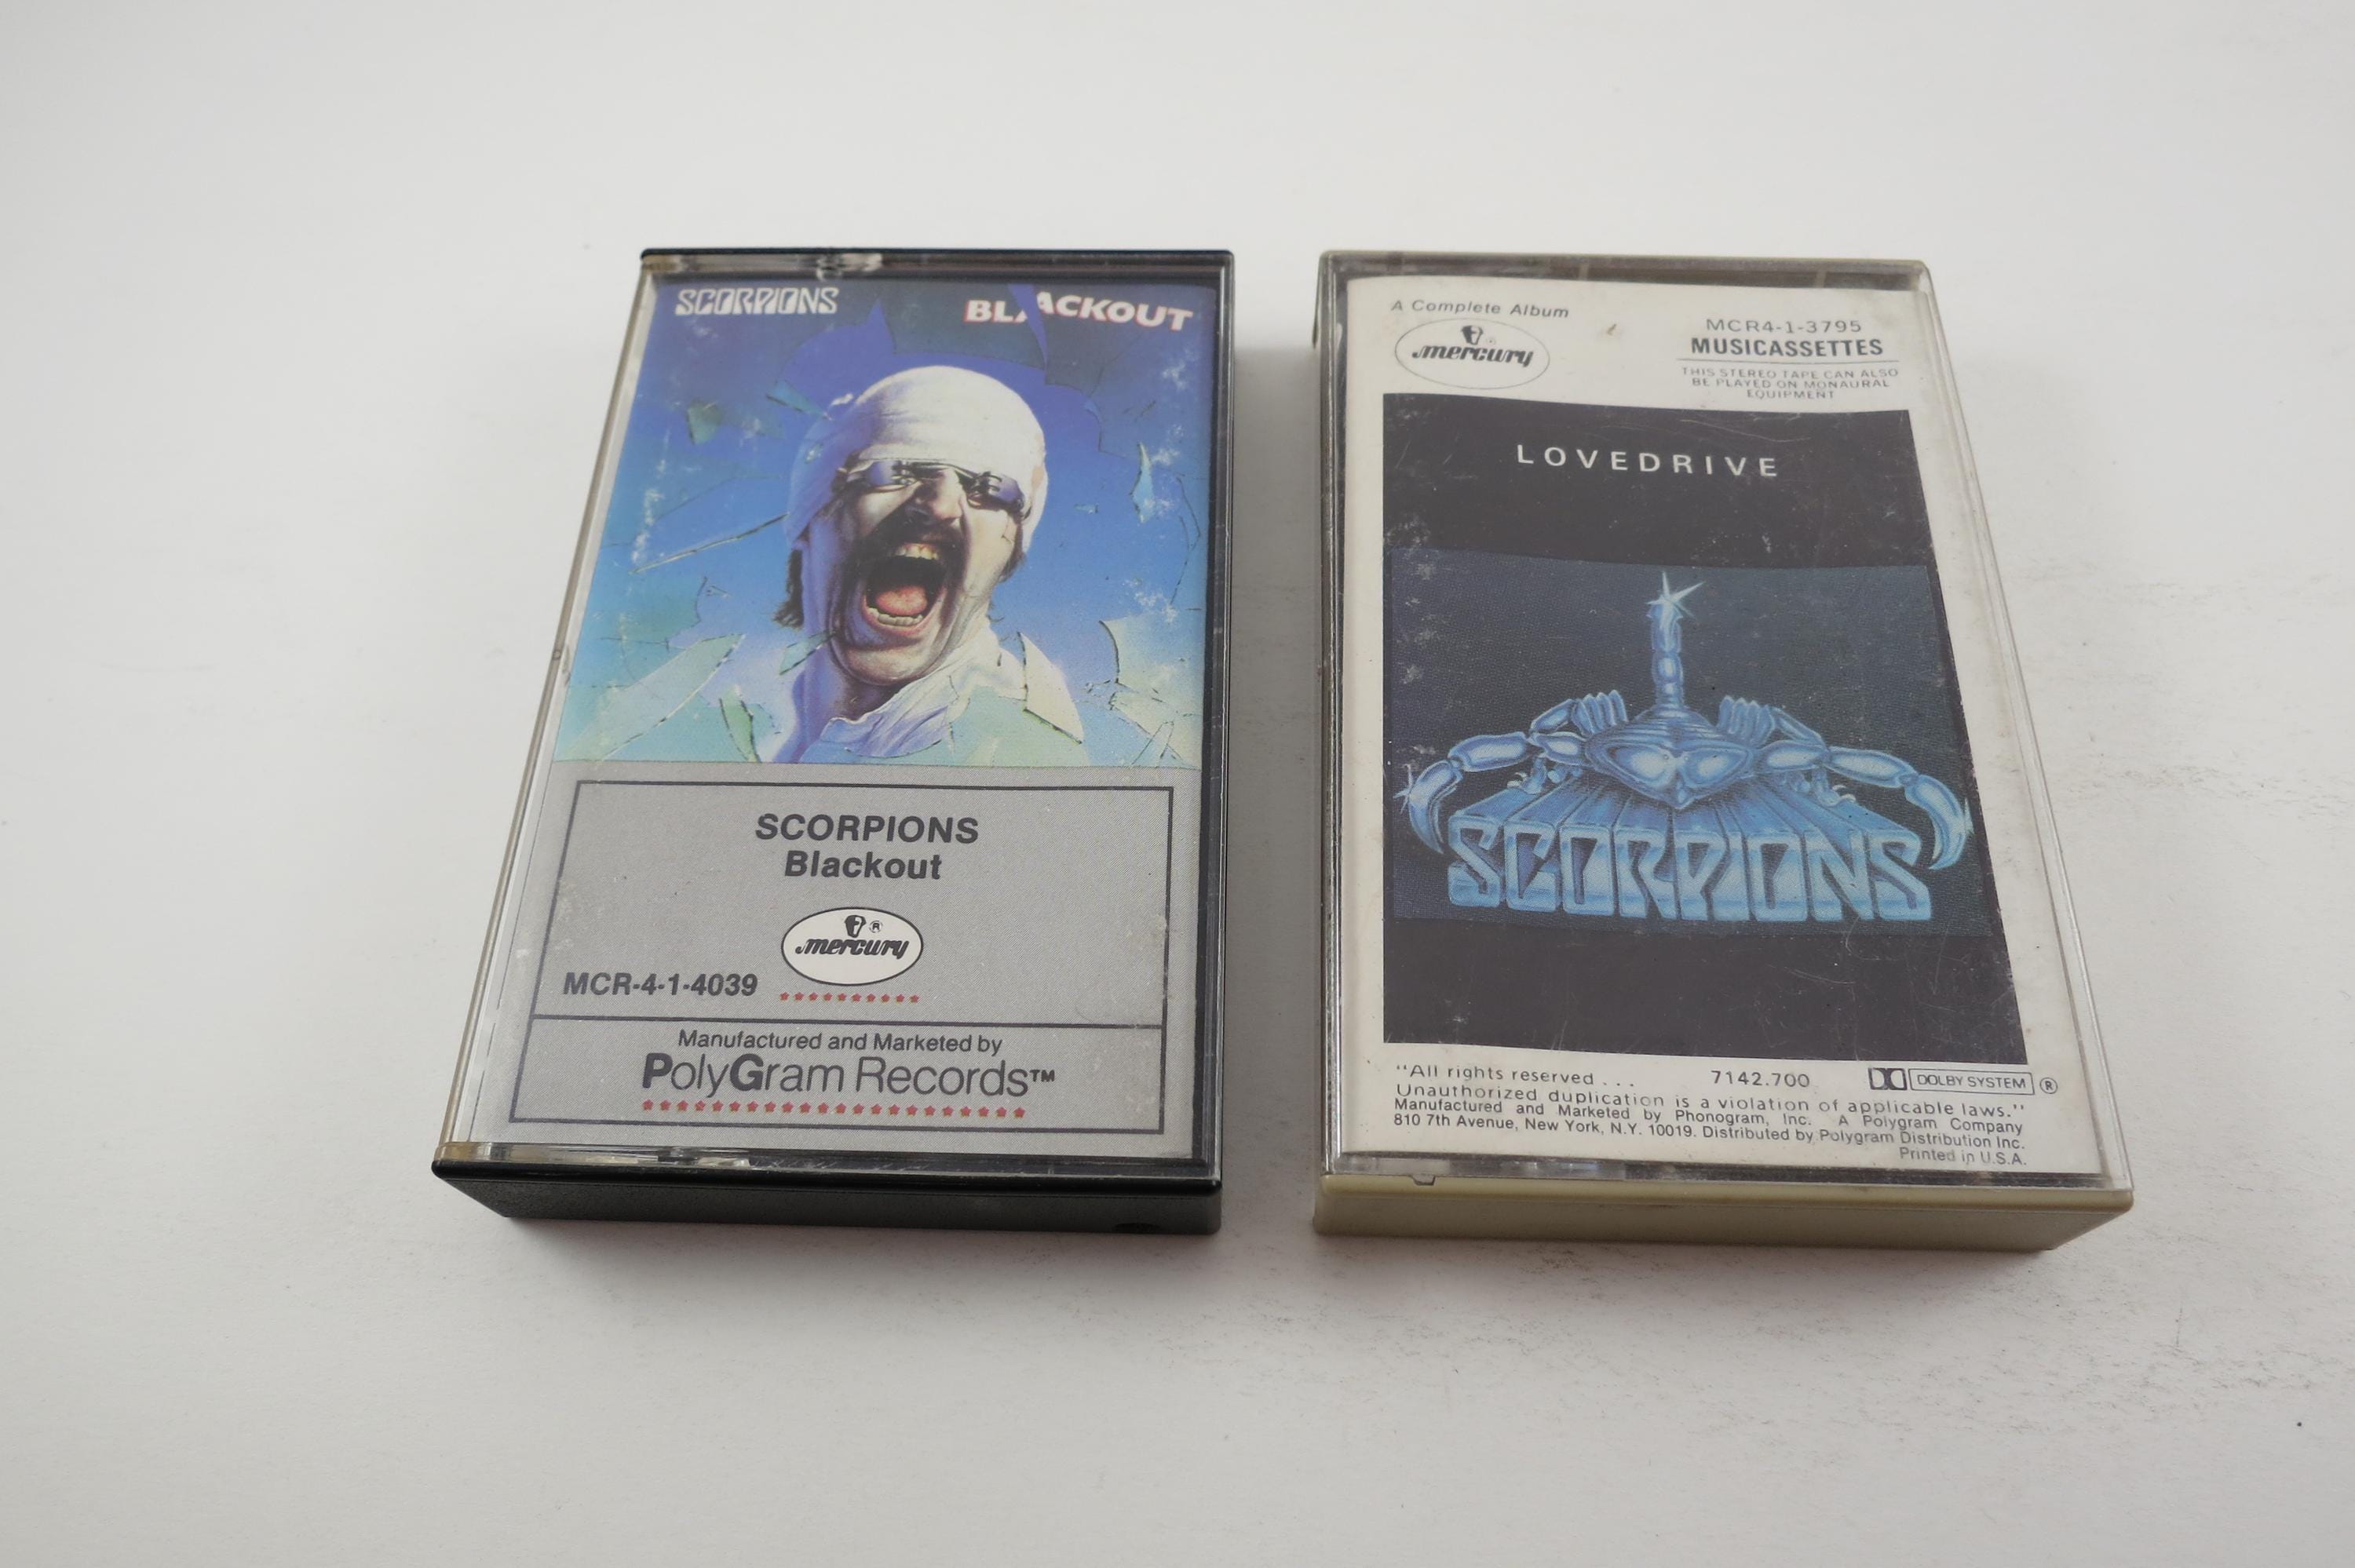 SCORPIONS BLACKOUT
SCORPIONS
Blackout
mercury ®
MCR-4-1-4039
Manufactured and Marketed by
PolyGram Records™
A Complete Album
mercury ®
MCR4-1-3795
MUSICASSETTES
THIS STEREO TAPE CAN ALSO
BE PLAYED ON MONAURAL
EQUIPMENT
LOVEDRIVE
SCORPIONS
"All rights reserved . . . 7142.700 DOLBY SYSTEM ®
Unauthorized duplication is a violation of applicable laws."
Manufactured and Marketed by Phonogram, Inc. A Polygram Company
810 7th Avenue, New York, N.Y. 10019. Distributed by Polygram Distribution Inc.
Printed in U.S.A.